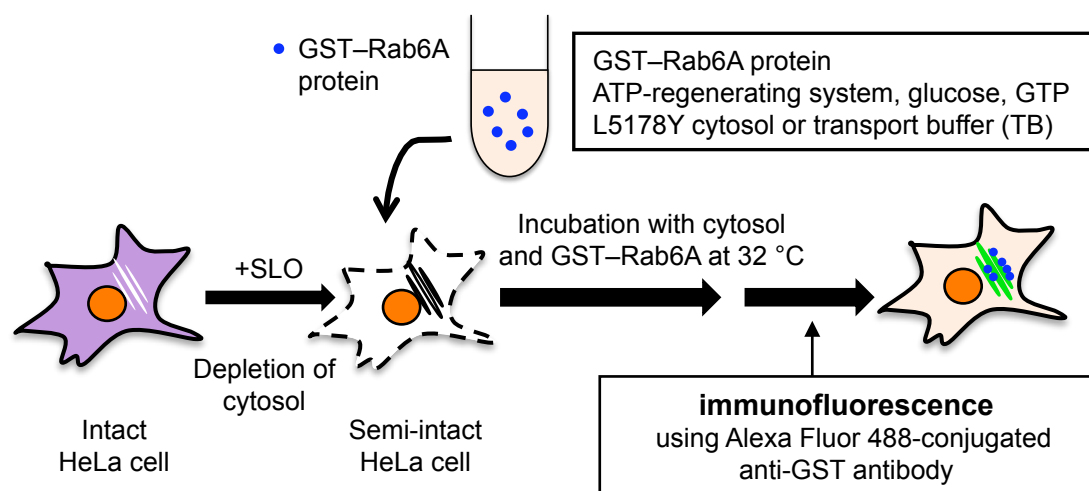 GST–Rab6A
protein
GST–Rab6A protein
ATP-regenerating system, glucose, GTP
L5178Y cytosol or transport buffer (TB)
+SLO
Depletion of
cytosol
Incubation with cytosol
and GST–Rab6A at 32 °C
Intact
HeLa cell
Semi-intact
HeLa cell
immunofluorescence
using Alexa Fluor 488-conjugated
anti-GST antibody